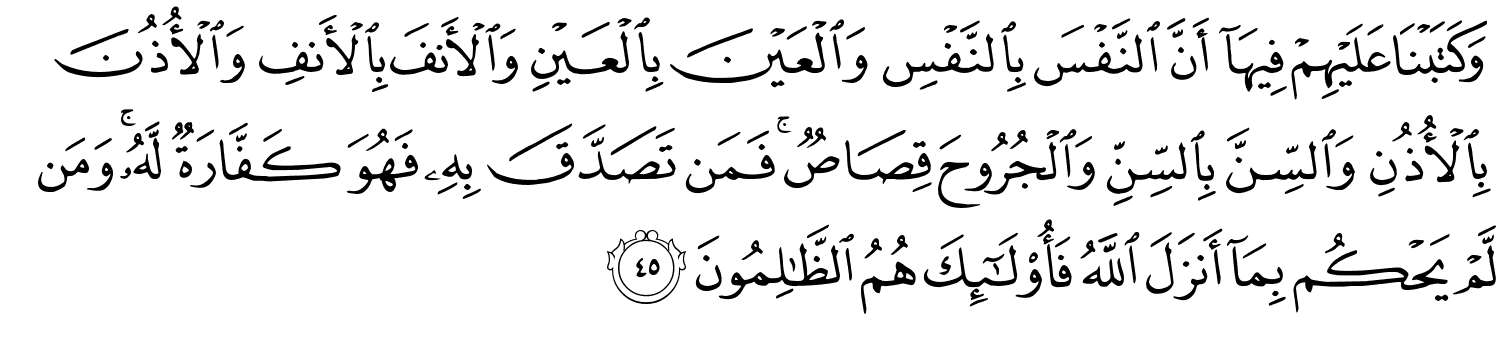 وَكَتَبْنَا عَلَيْهِمْ فِيهَآ أَنَّ ٱلنَّفْسَ بِٱلنَّفْسِ وَٱلْعَيْنَ بِٱلْعَيْنِ وَٱلْأَنفَ بِٱلْأَنفِ وَٱلْأُذُنَ
بِٱلْأُذُنِ وَٱلسِّنَّ بِٱلسِّنِّ وَٱلْجُرُوحَ قِصَاصٌۭ ۚ فَمَن تَصَدَّقَ بِهِۦ فَهُوَ كَفَّارَةٌۭ لَّهُۥ ۚ وَمَن
لَّمْ يَحْكُم بِمَآ أَنزَلَ ٱللَّهُ فَأُو۟لَـٰٓئِكَ هُمُ ٱلظَّـٰلِمُونَ ٤٥